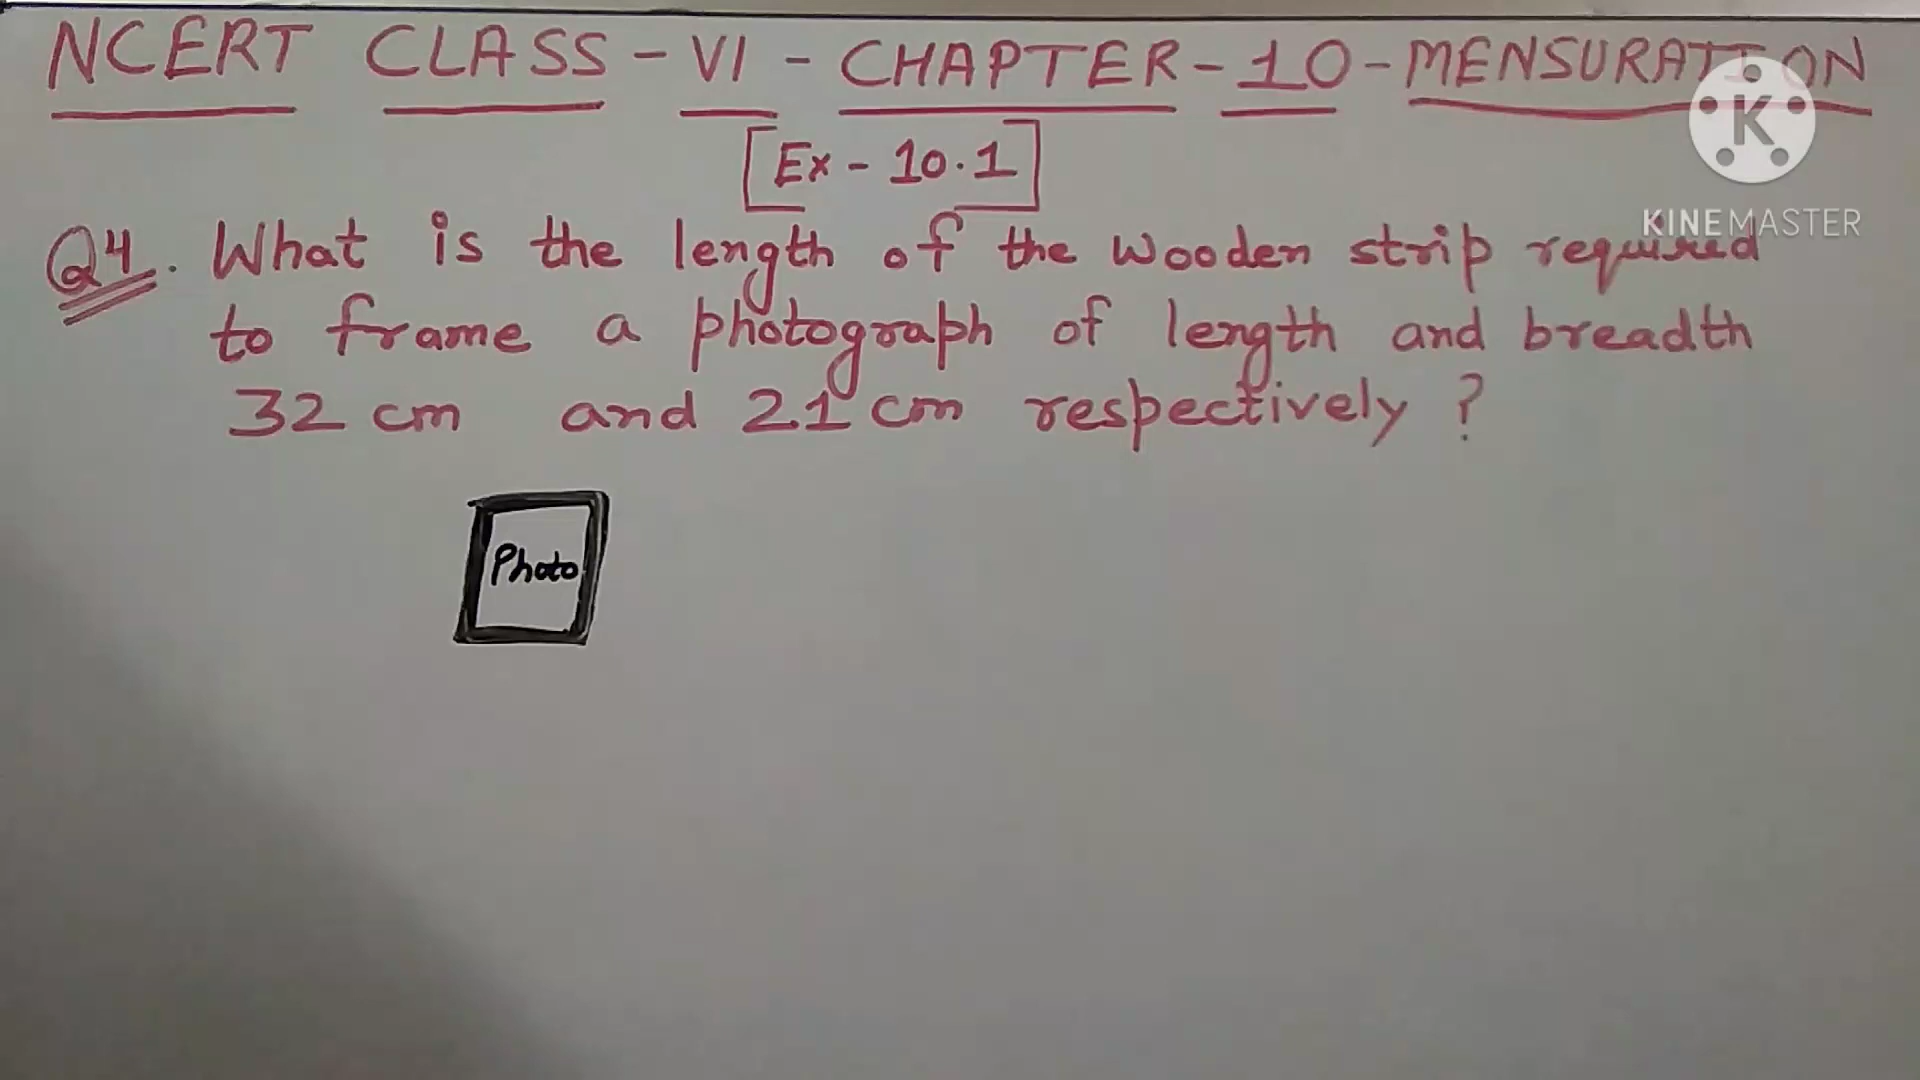 NCERT CLASS - VI - CHAPTER - 10 - MENSURATION
[Ex - 10.1]
K
KINEMASTER
Q4. What is the length of the wooden strip required
to frame a photograph of length and breadth
32 cm and 21 cm respectively ?
Photo